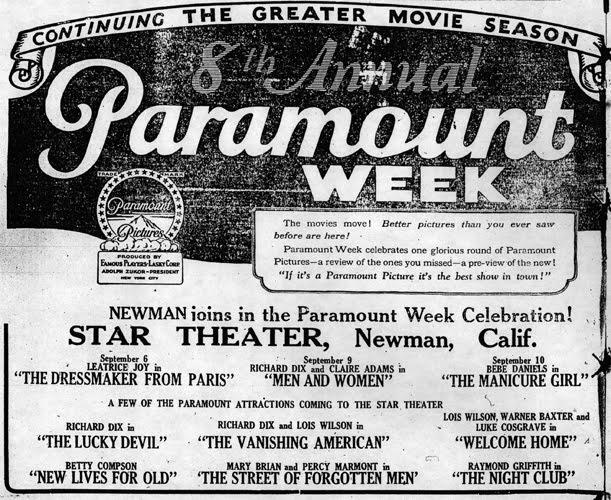 CONTINUING THE GREATER MOVIE SEASON
8th Annual
Paramount
WEEK
TRADE MARK
Paramount
Pictures
PRODUCED BY
FAMOUS PLAYERS-LASKY CORP.
ADOLPH ZUKOR-PRESIDENT
NEW YORK CITY
The movies move! Better pictures than you ever saw
before are here!
Paramount Week celebrates one glorious round of Paramount
Pictures—a review of the ones you missed—a pre-view of the new!
"If it's a Paramount Picture it's the best show in town!"
NEWMAN joins in the Paramount Week Celebration!
STAR THEATER, Newman, Calif.
September 6
LEATRICE JOY in
"THE DRESSMAKER FROM PARIS"
September 9
RICHARD DIX and CLAIRE ADAMS in
"MEN AND WOMEN"
September 10
BEBE DANIELS in
"THE MANICURE GIRL"
A FEW OF THE PARAMOUNT ATTRACTIONS COMING TO THE STAR THEATER
RICHARD DIX in
"THE LUCKY DEVIL"
RICHARD DIX and LOIS WILSON in
"THE VANISHING AMERICAN"
LOIS WILSON, WARNER BAXTER and
LUKE COSGRAVE in
"WELCOME HOME"
BETTY COMPSON
"NEW LIVES FOR OLD"
MARY BRIAN and PERCY MARMONT in
"THE STREET OF FORGOTTEN MEN'
RAYMOND GRIFFITH in
"THE NIGHT CLUB"